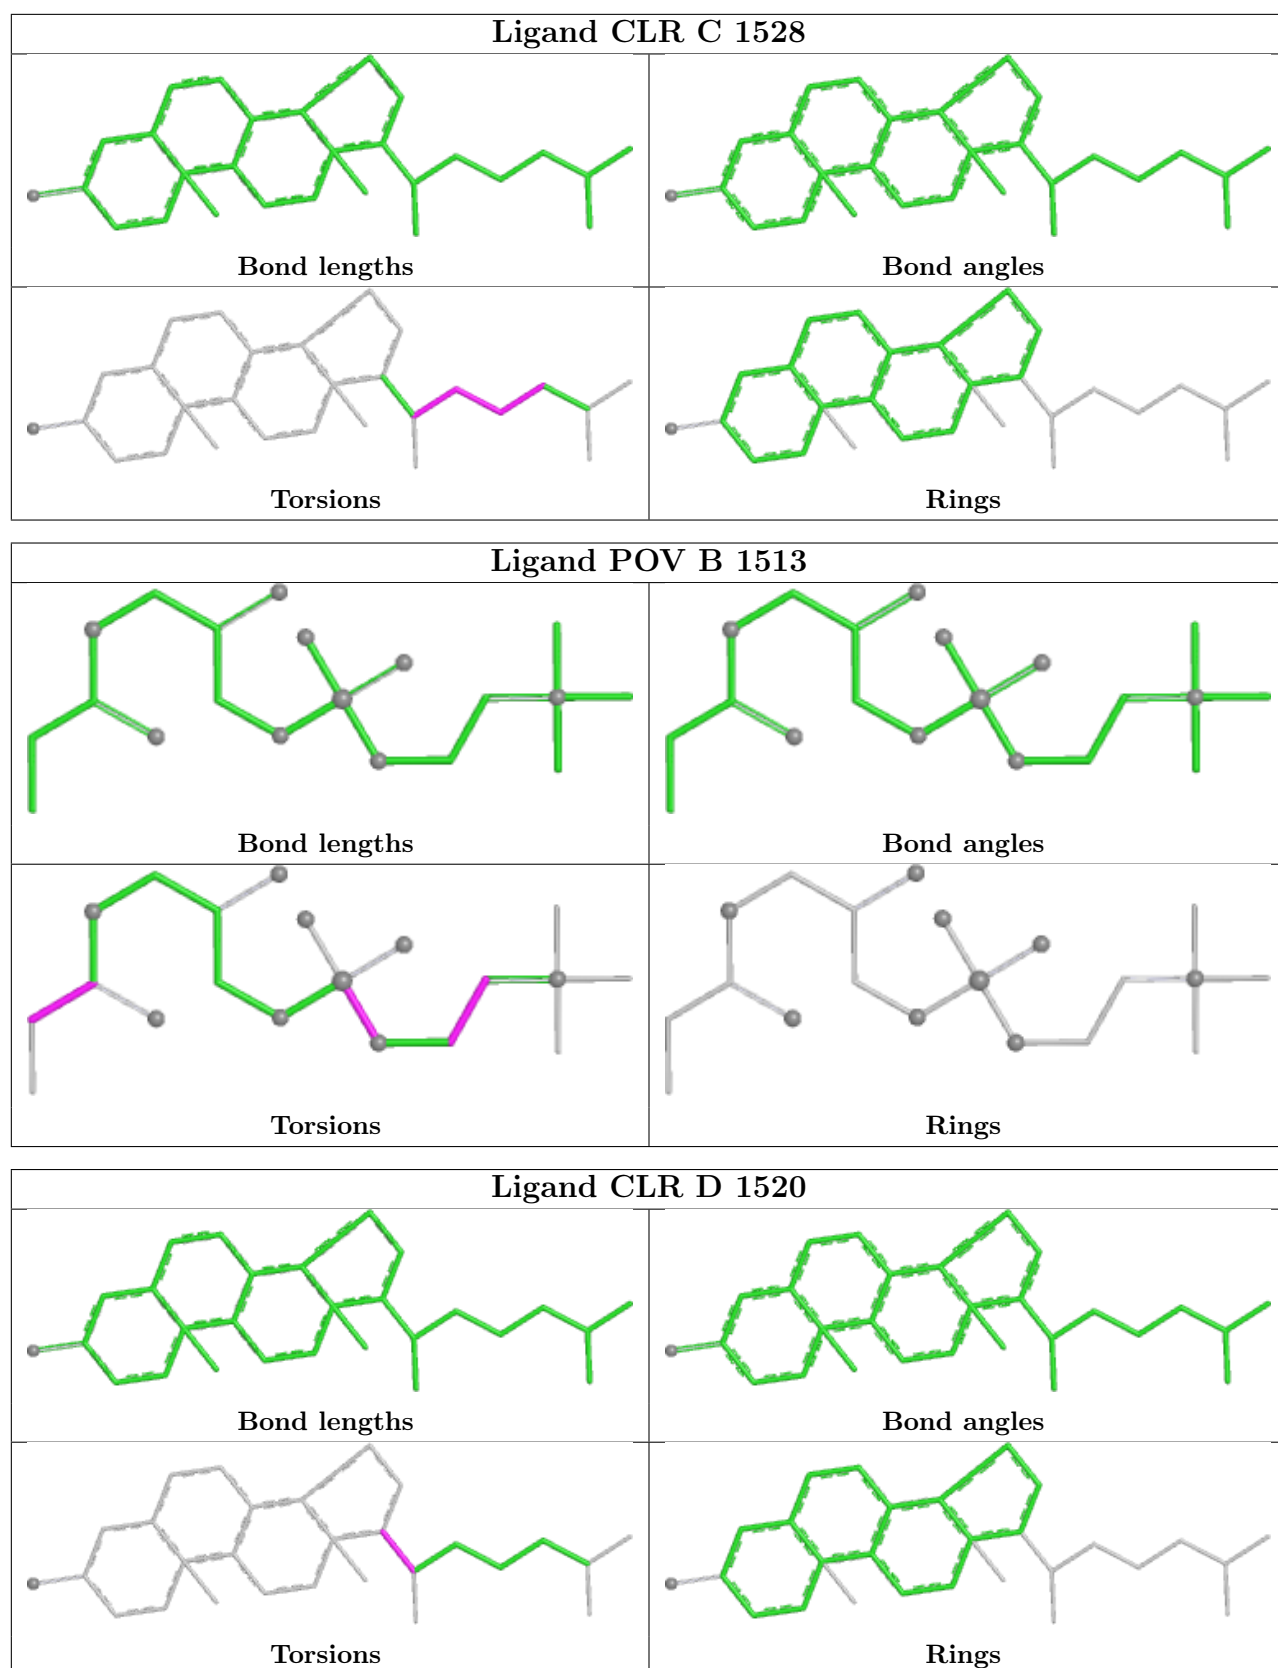 Ligand CLR C 1528
Bond lengths
Bond angles
Torsions
Rings
Ligand POV B 1513
Bond lengths
Bond angles
Torsions
Rings
Ligand CLR D 1520
Bond lengths
Bond angles
Torsions
Rings